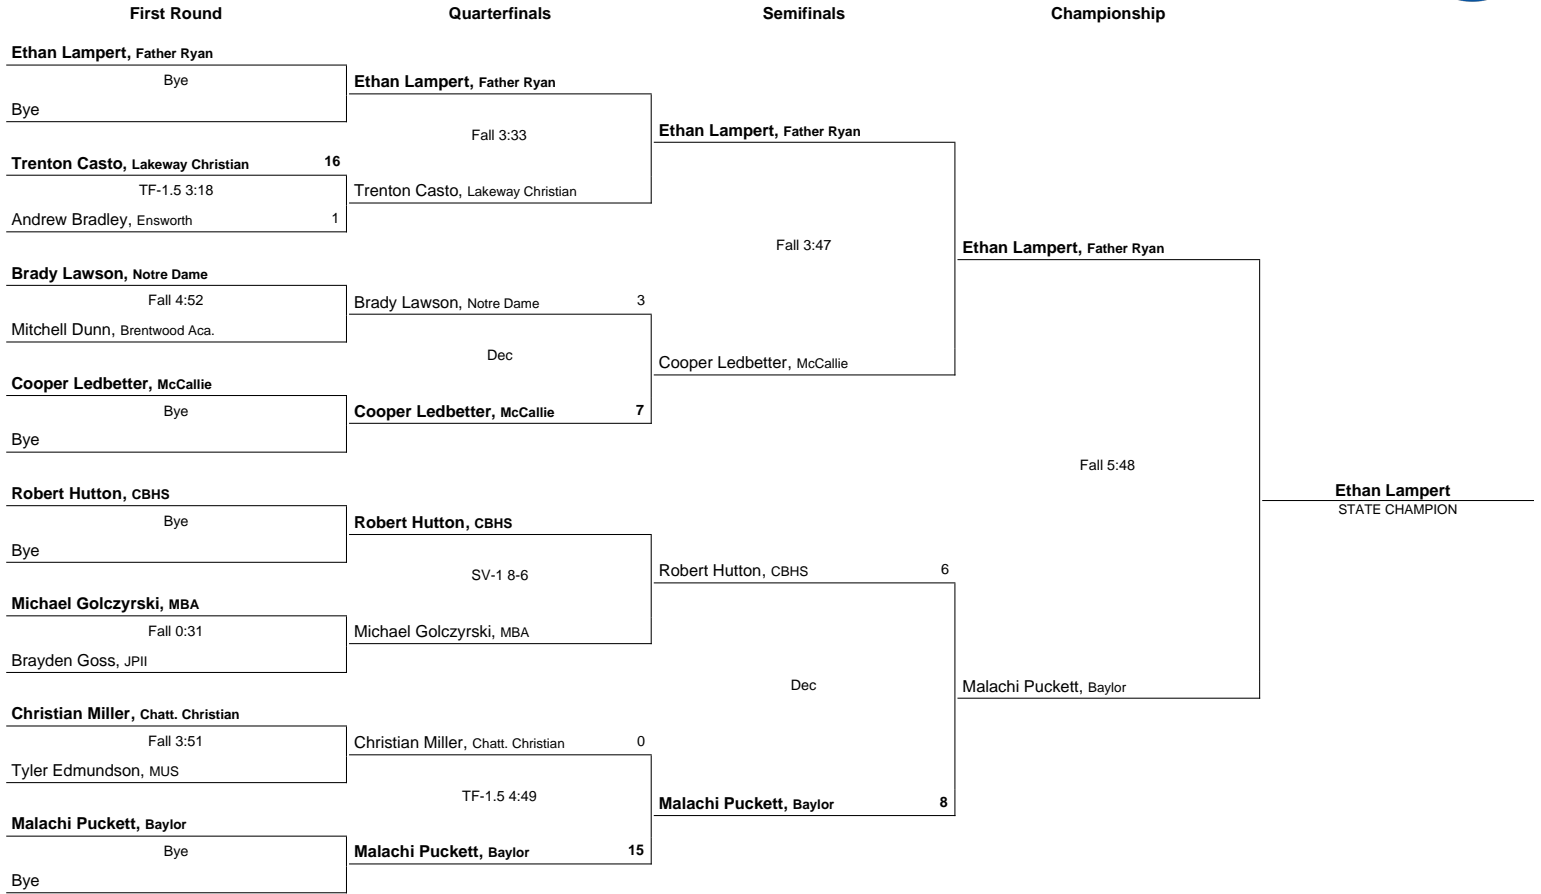 First Round
Quarterfinals
Semifinals
Championship
Ethan Lampert, Father Ryan
Bye
Bye
Trenton Casto, Lakeway Christian 16
TF-1.5 3:18
Andrew Bradley, Ensworth 1
Brady Lawson, Notre Dame
Fall 4:52
Mitchell Dunn, Brentwood Aca.
Cooper Ledbetter, McCallie
Bye
Bye
Robert Hutton, CBHS
Bye
Bye
Michael Golczyrski, MBA
Fall 0:31
Brayden Goss, JPII
Christian Miller, Chatt. Christian
Fall 3:51
Tyler Edmundson, MUS
Malachi Puckett, Baylor
Bye
Bye
Ethan Lampert, Father Ryan
Fall 3:33
Trenton Casto, Lakeway Christian
Brady Lawson, Notre Dame 3
Dec
Cooper Ledbetter, McCallie 7
Robert Hutton, CBHS
SV-1 8-6
Michael Golczyrski, MBA
Christian Miller, Chatt. Christian 0
TF-1.5 4:49
Malachi Puckett, Baylor 15
Ethan Lampert, Father Ryan
Fall 3:47
Cooper Ledbetter, McCallie
Robert Hutton, CBHS 6
Dec
Malachi Puckett, Baylor 8
Ethan Lampert, Father Ryan
Fall 5:48
Malachi Puckett, Baylor
Ethan Lampert
STATE CHAMPION